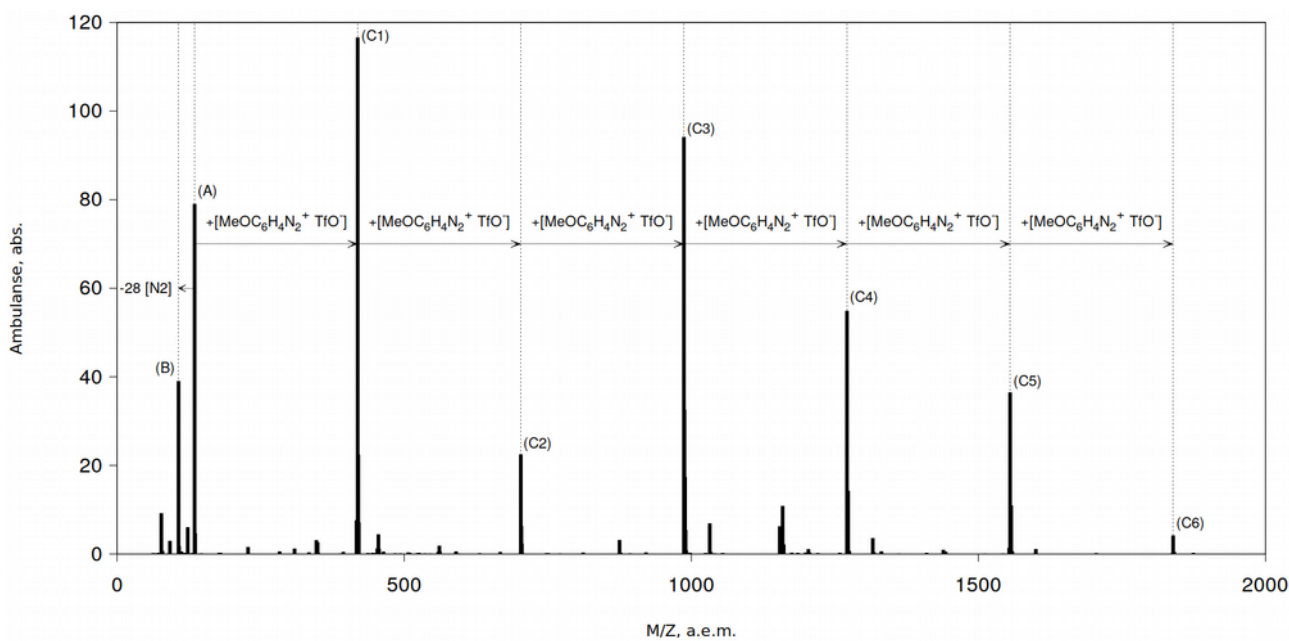 120
(C1)
100
(C3)
80
(A)
+[MeOC₆H₄N₂⁺ TfO⁻] +[MeOC₆H₄N₂⁺ TfO⁻] +[MeOC₆H₄N₂⁺ TfO⁻] +[MeOC₆H₄N₂⁺ TfO⁻] +[MeOC₆H₄N₂⁺ TfO⁻] +[MeOC₆H₄N₂⁺ TfO⁻]
60
-28 [N2]
(C4)
Ambulanse, abs.
40
(B)
(C5)
(C2)
20
(C6)
0
0 500 1000 1500 2000
M/Z, a.e.m.